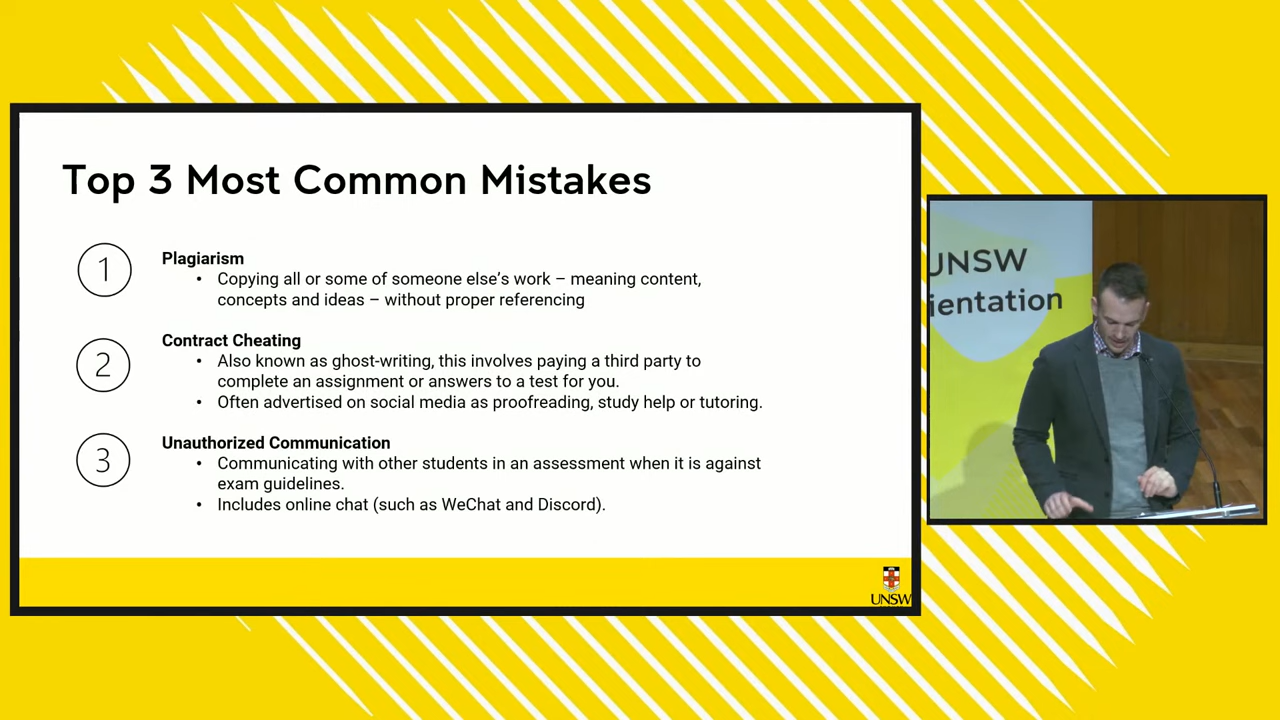 Top 3 Most Common Mistakes
1
Plagiarism
• Copying all or some of someone else’s work – meaning content,
concepts and ideas – without proper referencing
2
Contract Cheating
• Also known as ghost-writing, this involves paying a third party to
complete an assignment or answers to a test for you.
• Often advertised on social media as proofreading, study help or tutoring.
3
Unauthorized Communication
• Communicating with other students in an assessment when it is against
exam guidelines.
• Includes online chat (such as WeChat and Discord).
UNSW
UNSW
ientation